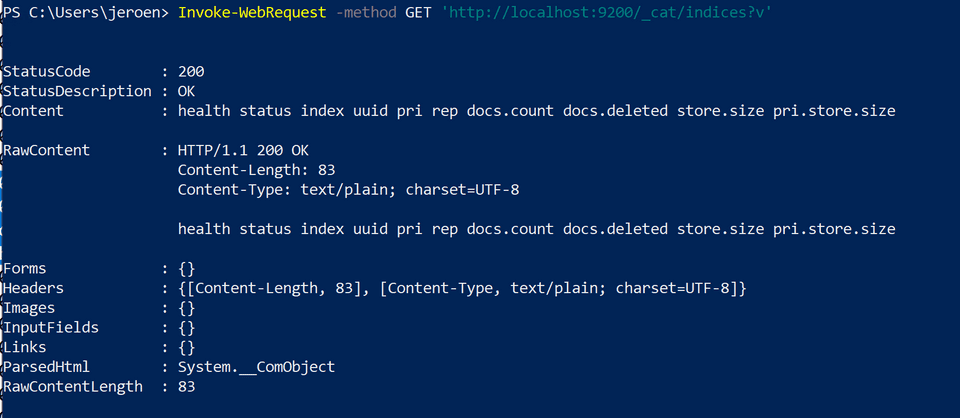 PS C:\Users\jeroen> Invoke-WebRequest -method GET 'http://localhost:9200/_cat/indices?v'
StatusCode : 200
StatusDescription : OK
Content : health status index uuid pri rep docs.count docs.deleted store.size pri.store.size
RawContent : HTTP/1.1 200 OK
Content-Length: 83
Content-Type: text/plain; charset=UTF-8
health status index uuid pri rep docs.count docs.deleted store.size pri.store.size
Forms : {}
Headers : {[Content-Length, 83], [Content-Type, text/plain; charset=UTF-8]}
Images : {}
InputFields : {}
Links : {}
ParsedHtml : System.__ComObject
RawContentLength : 83